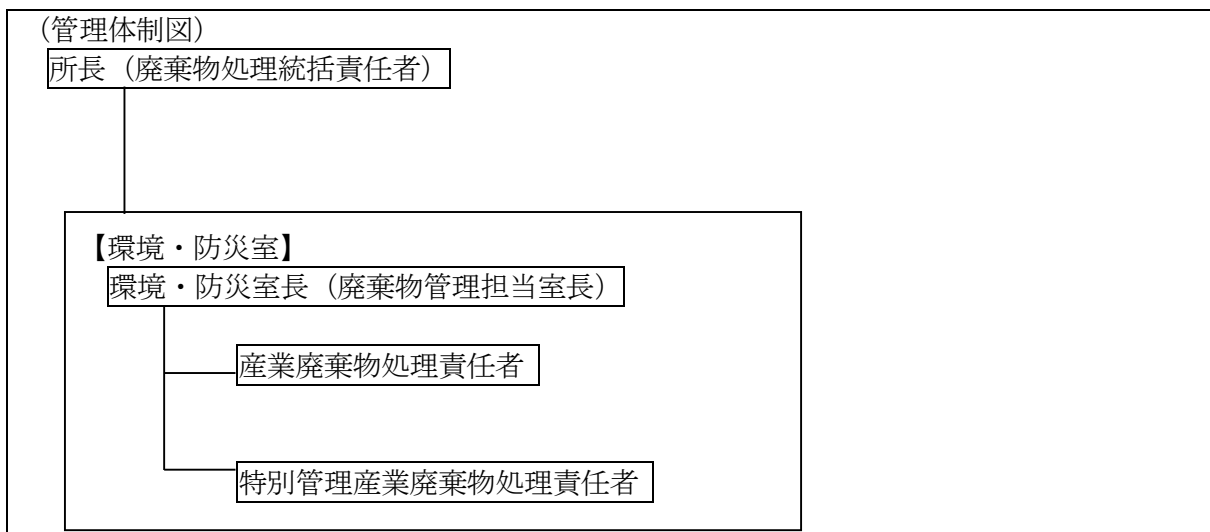 （管理体制図）
所長（廃棄物処理統括責任者）
【環境・防災室】
環境・防災室長（廃棄物管理担当室長）
産業廃棄物処理責任者
特別管理産業廃棄物処理責任者